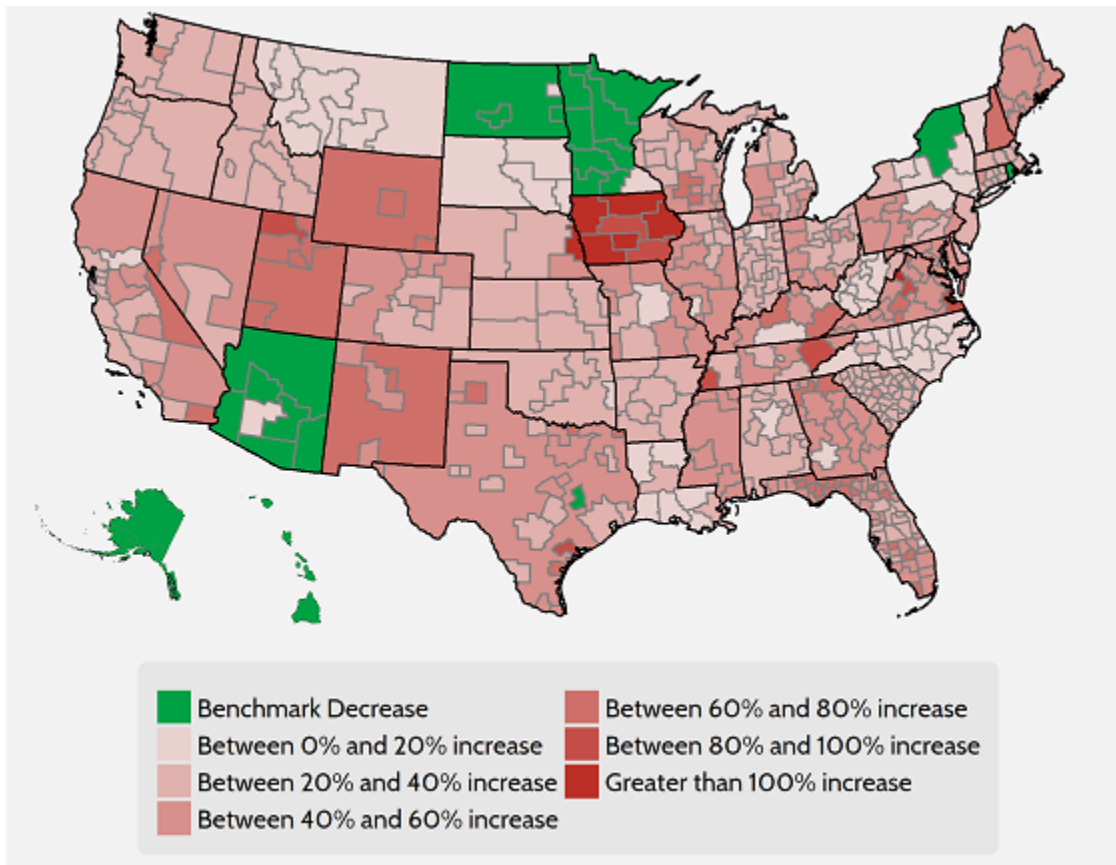 Benchmark Decrease
Between 0% and 20% increase
Between 20% and 40% increase
Between 40% and 60% increase
Between 60% and 80% increase
Between 80% and 100% increase
Greater than 100% increase